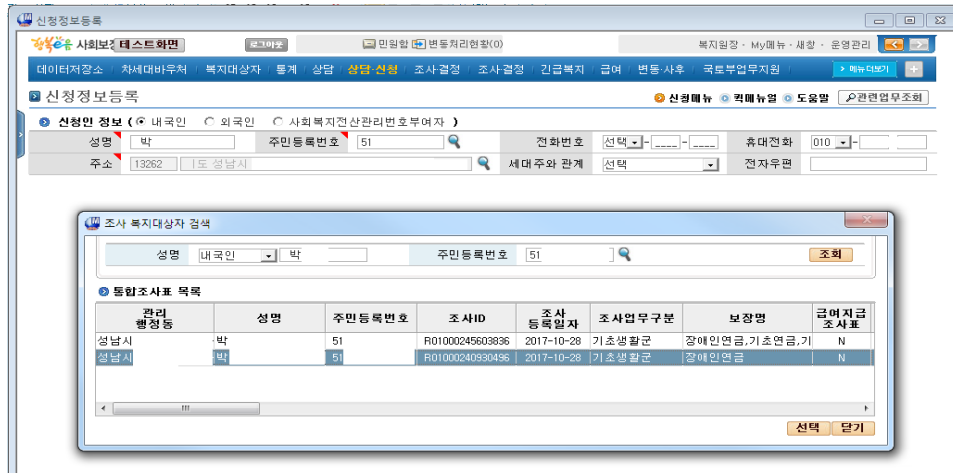 신청정보등록
행복e음 사회보장 테스트화면 로그아웃 민원함 변동처리현황(0) 복지원장 · My메뉴 · 새창 · 운영관리
데이터저장소 차세대바우처 복지대상자 통계 상담 상담·신청 조사결정 조사결정 긴급복지 급여 변동·사후 국토부업무지원 > 메뉴더보기 +
신청정보등록 신청메뉴 퀵메뉴얼 도움말 관련업무조회
신청인 정보 ( 내국인 외국인 사회복지전산관리번호부여자 )
성명 박 주민등록번호 51 전화번호 선택 - ____ - ____ 휴대전화 010 -
주소 13262 도 성남시 세대주와 관계 선택 전자우편
조사 복지대상자 검색
성명 내국인 박 주민등록번호 51 조회
통합조사표 목록
관리 행정동 성명 주민등록번호 조사ID 조사 등록일자 조사업무구분 보장명 급여지급 조사표
성남시 박 51 R01000245603836 2017-10-28 기초생활군 장애인연금,기초연금,기 N
성남시 박 51 R01000240930496 2017-10-28 기초생활군 장애인연금 N
선택 닫기